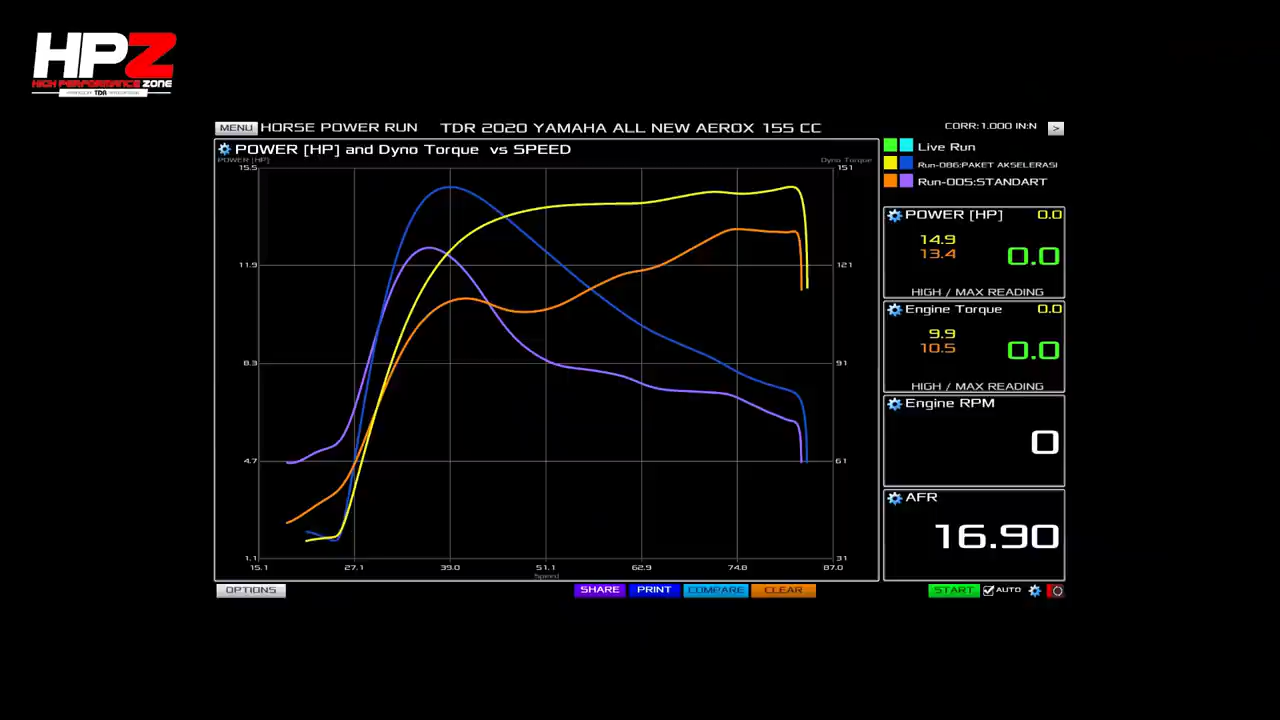 HPZ
HIGH PERFORMANCE ZONE
TDR
MENU HORSE POWER RUN TDR 2020 YAMAHA ALL NEW AEROX 155 CC CORR: 1.000 IN:N >
POWER [HP] and Dyno Torque vs SPEED
POWER [HP] Dyno Torque
15.5 151
11.9 121
8.3 91
4.7 61
1.1 31
15.1 27.1 39.0 51.1 62.9 74.8 87.0
Speed
Live Run
Run-086:PAKET AKSELERASI
Run-005:STANDART
POWER [HP] 0.0
14.9
13.4
0.0
HIGH / MAX READING
Engine Torque 0.0
9.9
10.5
0.0
HIGH / MAX READING
Engine RPM
0
AFR
16.90
OPTIONS SHARE PRINT COMPARE CLEAR START AUTO